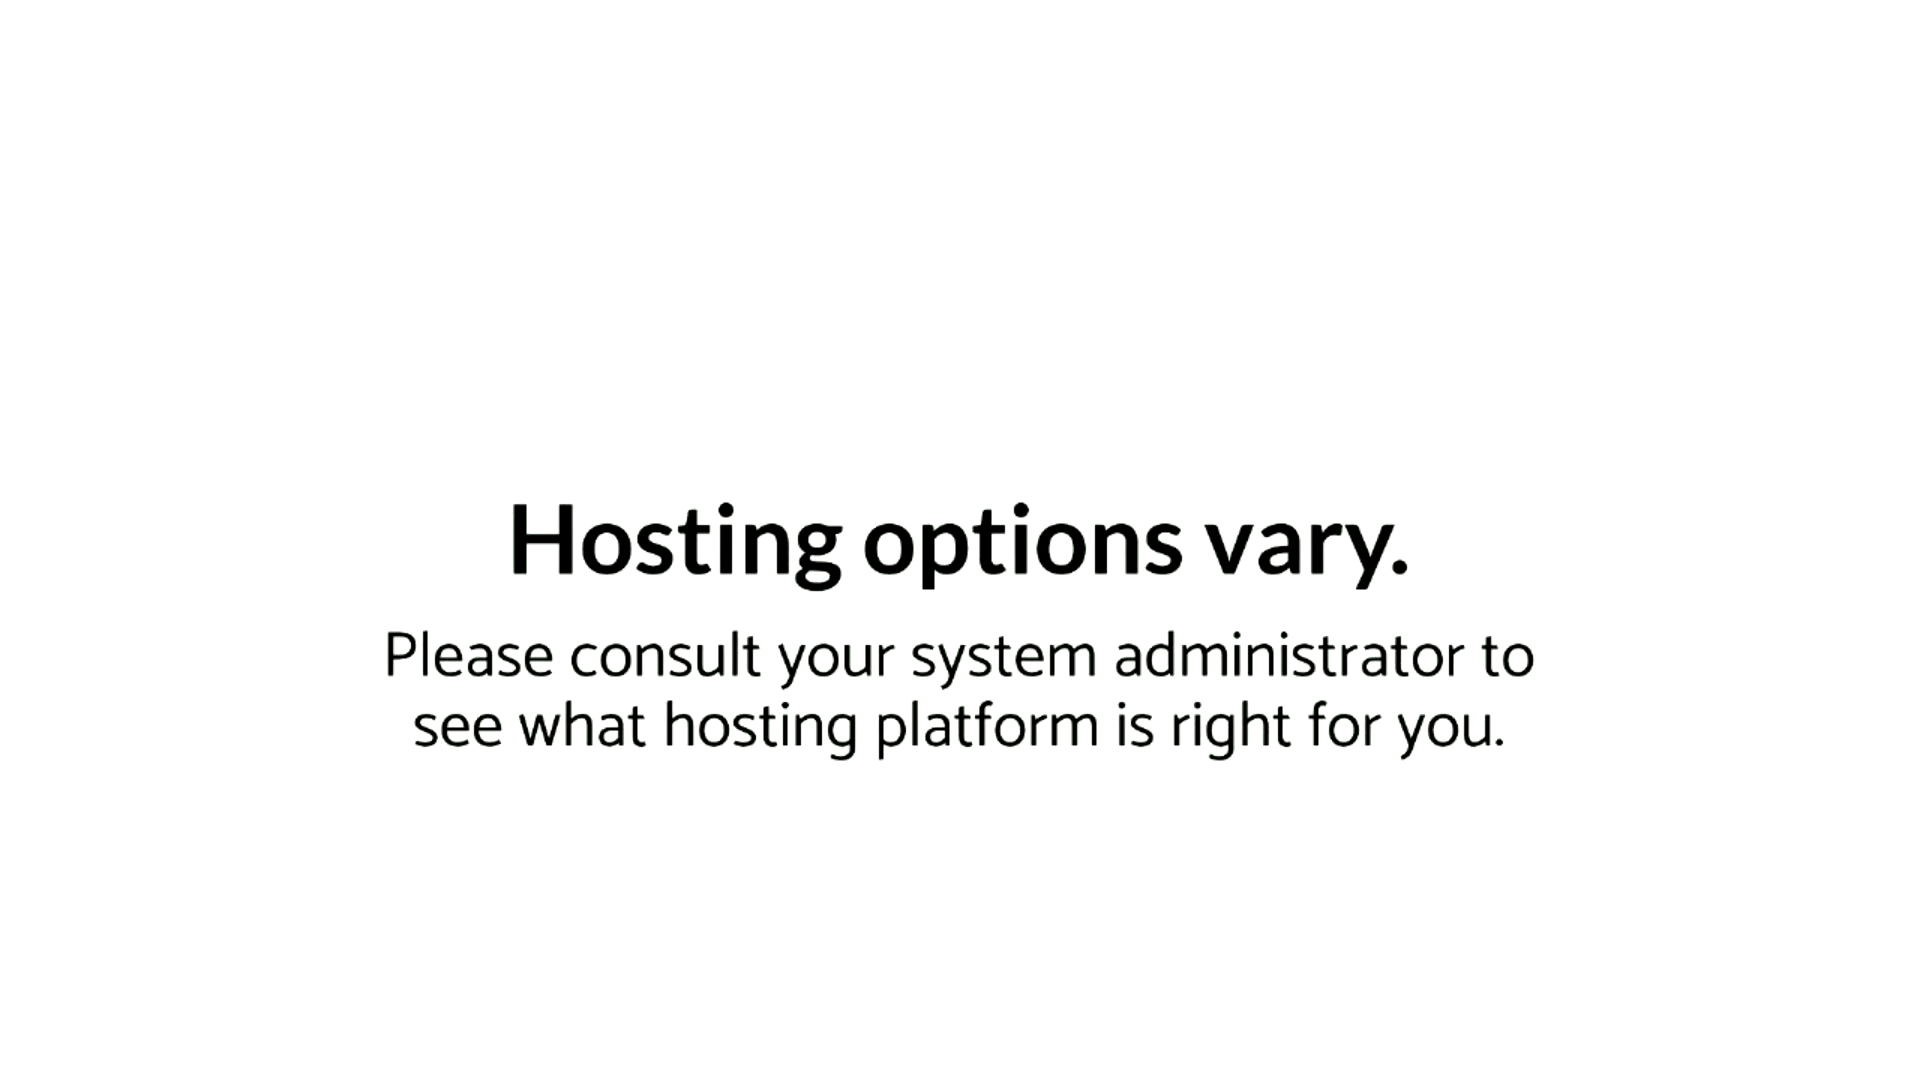 Hosting options vary.
Please consult your system administrator to
see what hosting platform is right for you.